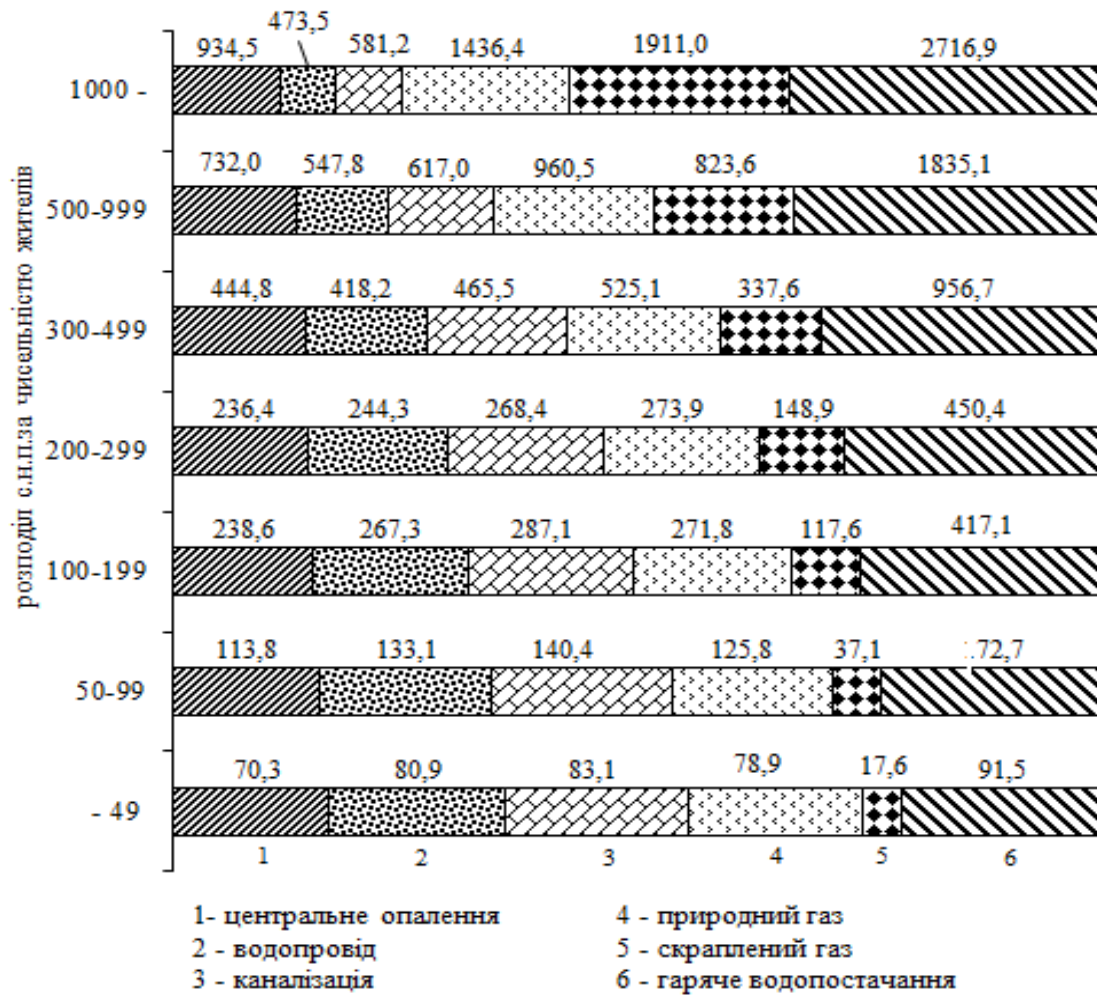 473,5
934,5 581,2 1436,4 1911,0 2716,9
1000 -
732,0 547,8 617,0 960,5 823,6 1835,1
500-999
444,8 418,2 465,5 525,1 337,6 956,7
300-499
236,4 244,3 268,4 273,9 148,9 450,4
200-299
238,6 267,3 287,1 271,8 117,6 417,1
100-199
113,8 133,1 140,4 125,8 37,1
50-99
70,3 80,9 83,1 78,9 17,6 91,5
- 49
1 2 3 4 5 6
розподіл с.н.п.за чисельністю жителів
1- центральне опалення
2 - водопровід
3 - каналізація
4 - природний газ
5 - скраплений газ
6 - гаряче водопостачання